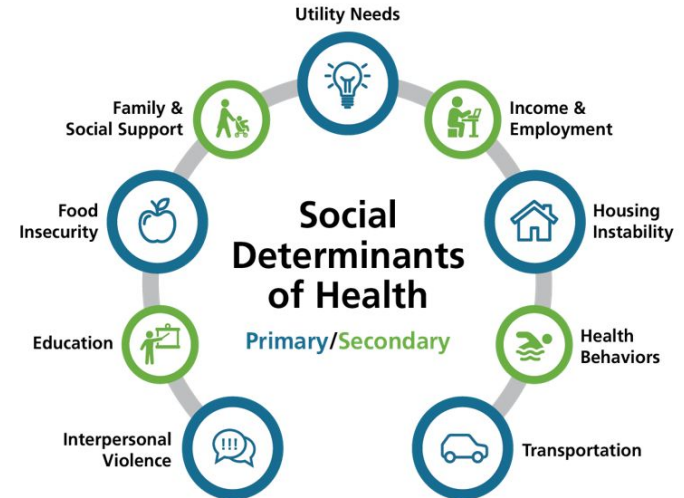 Utility Needs
Family &
Social Support
Income &
Employment
Food
Insecurity
Social
Determinants
of Health
Primary/Secondary
Housing
Instability
Education
Health
Behaviors
Interpersonal
Violence
!!!
Transportation